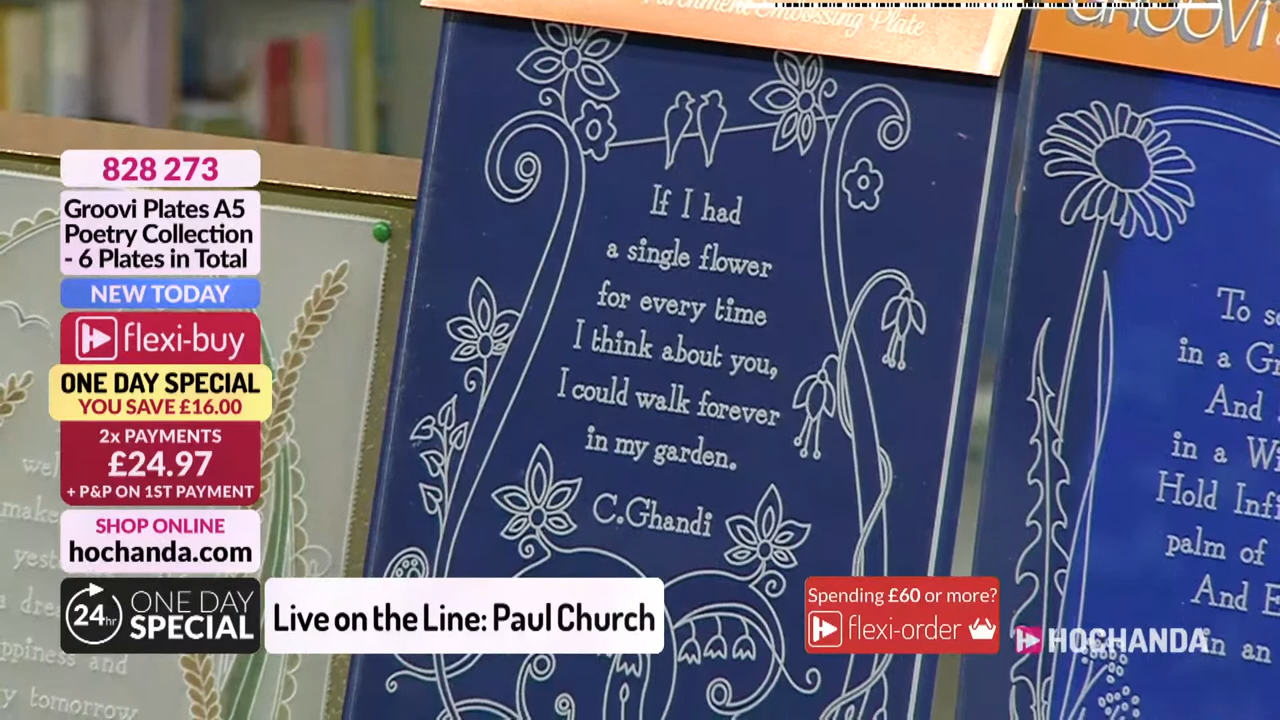 Parchment Embossing Plate
GROOVI
828 273
Groovi Plates A5
Poetry Collection
- 6 Plates in Total
NEW TODAY
flexi-buy
ONE DAY SPECIAL
YOU SAVE £16.00
2x PAYMENTS
£24.97
+ P&P ON 1ST PAYMENT
SHOP ONLINE
hochanda.com
24hr ONE DAY
SPECIAL
Live on the Line: Paul Church
If I had
a single flower
for every time
I think about you,
I could walk forever
in my garden.
C.Ghandi
To
in a
And
in a
Hold
palm of
And
in an
Spending £60 or more?
flexi-order
HOCHANDA
and
tomorrow